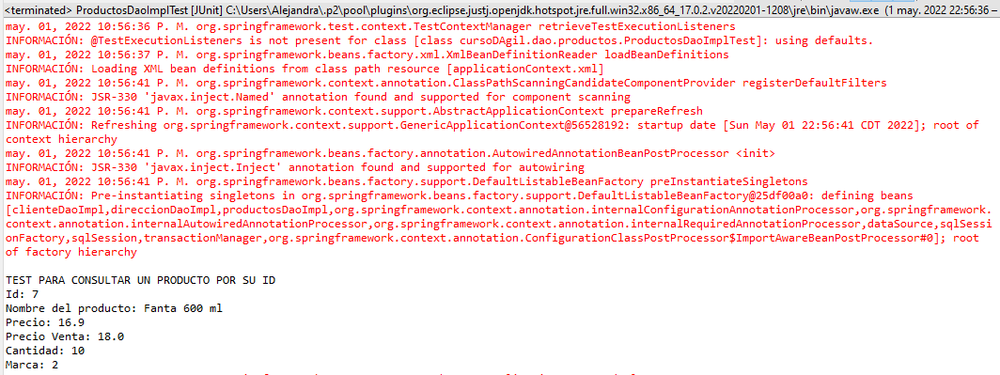 <terminated> ProductosDaoImplTest [JUnit] C:\Users\Alejandra\.p2\pool\plugins\org.eclipse.justj.openjdk.hotspot.jre.full.win32.x86_64_17.0.2.v20220201-1208\jre\bin\javaw.exe (1 may. 2022 22:56:36 –
may. 01, 2022 10:56:36 P. M. org.springframework.test.context.TestContextManager retrieveTestExecutionListeners
INFORMACIÓN: @TestExecutionListeners is not present for class [class cursoDAgil.dao.productos.ProductosDaoImplTest]: using defaults.
may. 01, 2022 10:56:37 P. M. org.springframework.beans.factory.xml.XmlBeanDefinitionReader loadBeanDefinitions
INFORMACIÓN: Loading XML bean definitions from class path resource [applicationContext.xml]
may. 01, 2022 10:56:41 P. M. org.springframework.context.annotation.ClassPathScanningCandidateComponentProvider registerDefaultFilters
INFORMACIÓN: JSR-330 'javax.inject.Named' annotation found and supported for component scanning
may. 01, 2022 10:56:41 P. M. org.springframework.context.support.AbstractApplicationContext prepareRefresh
INFORMACIÓN: Refreshing org.springframework.context.support.GenericApplicationContext@56528192: startup date [Sun May 01 22:56:41 CDT 2022]; root of
context hierarchy
may. 01, 2022 10:56:41 P. M. org.springframework.beans.factory.annotation.AutowiredAnnotationBeanPostProcessor <init>
INFORMACIÓN: JSR-330 'javax.inject.Inject' annotation found and supported for autowiring
may. 01, 2022 10:56:41 P. M. org.springframework.beans.factory.support.DefaultListableBeanFactory preInstantiateSingletons
INFORMACIÓN: Pre-instantiating singletons in org.springframework.beans.factory.support.DefaultListableBeanFactory@25df00a0: defining beans
[clienteDaoImpl,direccionDaoImpl,productosDaoImpl,org.springframework.context.annotation.internalConfigurationAnnotationProcessor,org.springframework.
context.annotation.internalAutowiredAnnotationProcessor,org.springframework.context.annotation.internalRequiredAnnotationProcessor,dataSource,sqlSessi
onFactory,sqlSession,transactionManager,org.springframework.context.annotation.ConfigurationClassPostProcessor$ImportAwareBeanPostProcessor#0]; root
of factory hierarchy
TEST PARA CONSULTAR UN PRODUCTO POR SU ID
Id: 7
Nombre del producto: Fanta 600 ml
Precio: 16.9
Precio Venta: 18.0
Cantidad: 10
Marca: 2